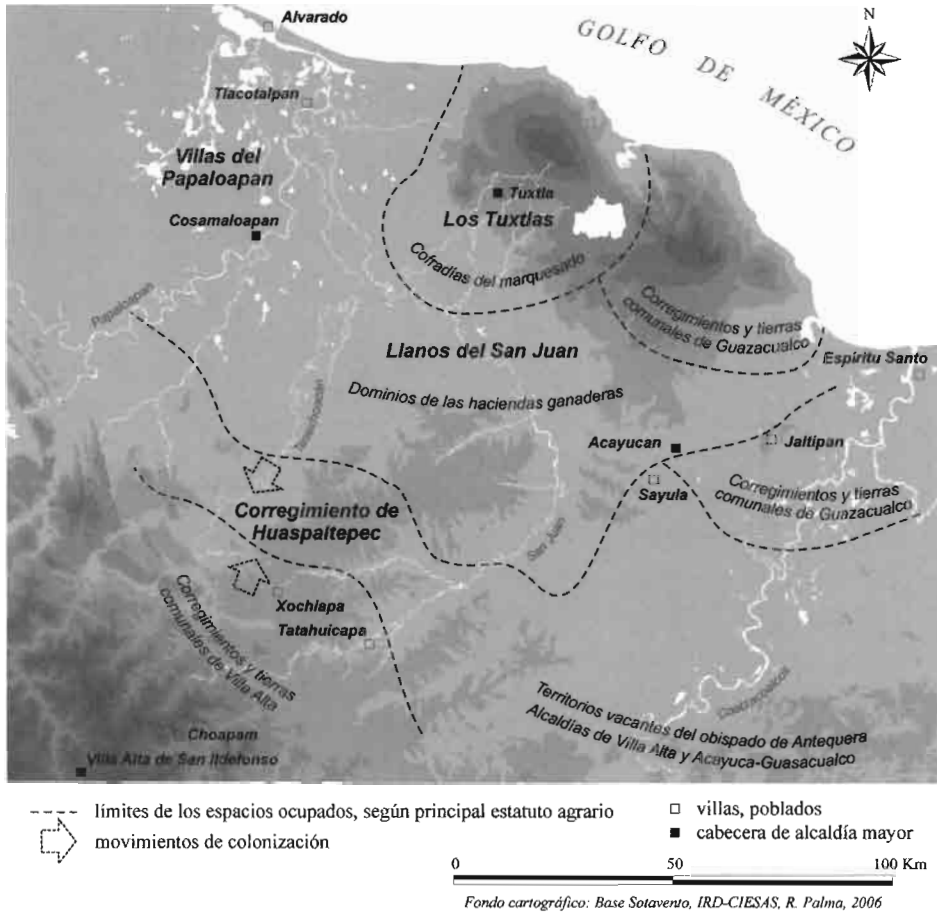 Alvarado
GOLFO DE MÉXICO
N
Tlacotalpan
Villas del
Papaloapan
Tuxtla
Los Tuxtlas
Cosamaloapan
Cofradías del marquesado
Papaloapan
Corregimientos y tierras
comunales de Guazacualco
Llanos del San Juan
Espíritu Santo
Dominios de las haciendas ganaderas
Acayucan
Jaltipan
Sayula
Corregimientos y tierras
comunales de Guazacualco
Corregimiento de
Huaspaltepec
San Juan
Xochiapa
Tatahuicapa
Corregimientos y tierras
comunales de Villa Alta
Territorios vacantes del obispado de Antequera
Alcaldías de Villa Alta y Acayuca-Guasacualco
Choapam
Villa Alta de San Ildefonso
límites de los espacios ocupados, según principal estatuto agrario
movimientos de colonización
villas, poblados
cabecera de alcaldía mayor
0 50 100 Km
Fondo cartográfico: Base Sotavento, IRD-CIESAS, R. Palma, 2006